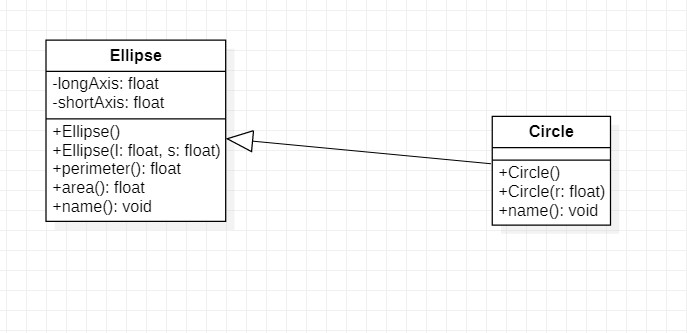 Ellipse
-longAxis: float
-shortAxis: float
+Ellipse()
+Ellipse(l: float, s: float)
+perimeter(): float
+area(): float
+name(): void
Circle
+Circle()
+Circle(r: float)
+name(): void